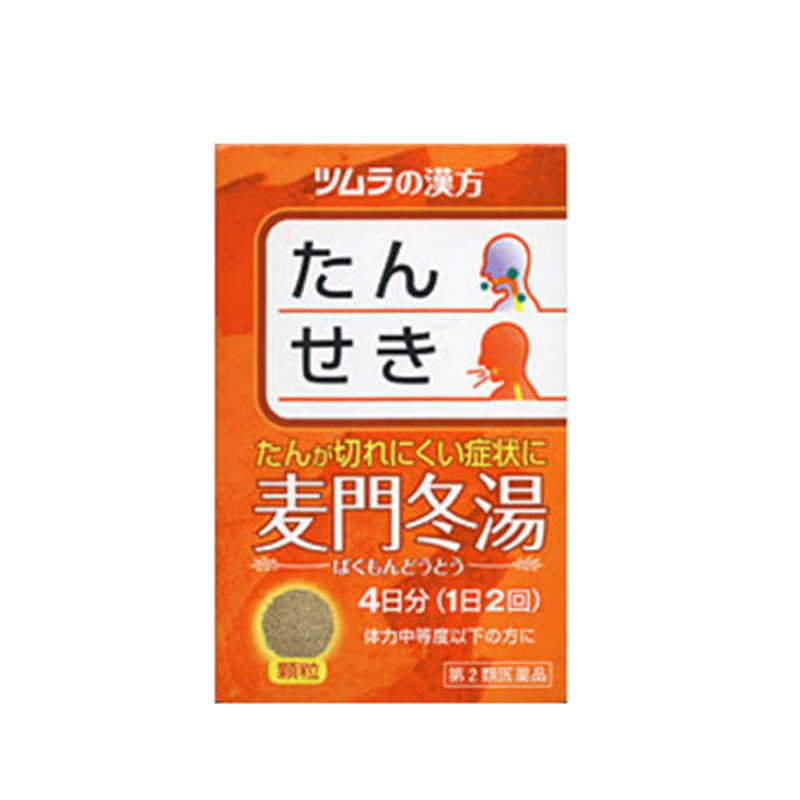 ツムラの漢方
たん
せき
たんが切れにくい症状に
麦門冬湯
ばくもんどうとう
4日分(1日2回)
体力中等度以下の方に
顆粒
第2類医薬品